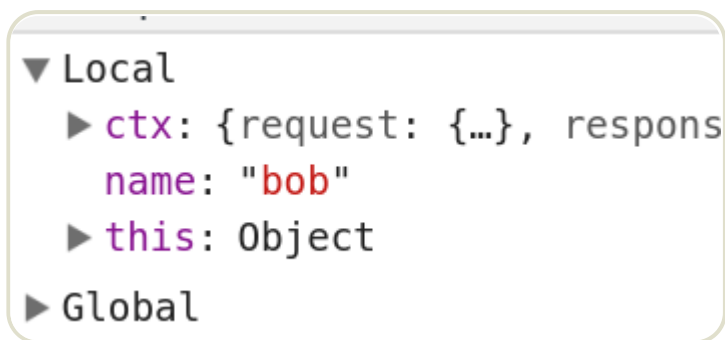 Local
ctx: {request: {…}, respons
name: "bob"
this: Object
Global